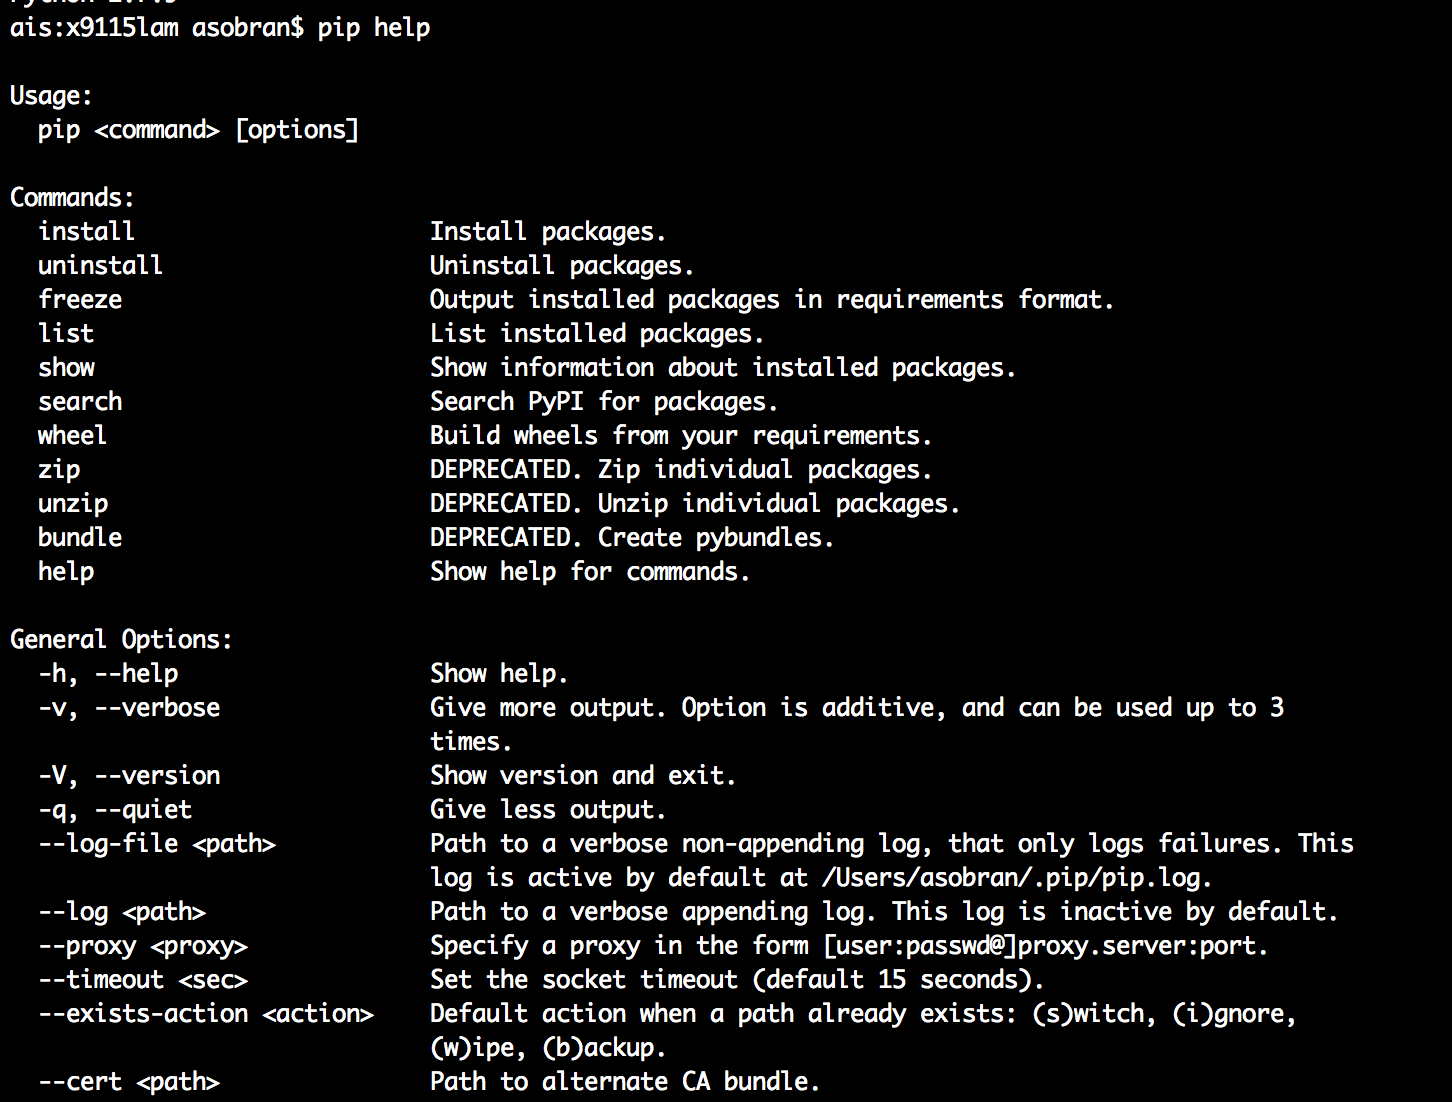 ais:x9115lam asobran$ pip help
Usage:
pip <command> [options]
Commands:
install Install packages.
uninstall Uninstall packages.
freeze Output installed packages in requirements format.
list List installed packages.
show Show information about installed packages.
search Search PyPI for packages.
wheel Build wheels from your requirements.
zip DEPRECATED. Zip individual packages.
unzip DEPRECATED. Unzip individual packages.
bundle DEPRECATED. Create pybundles.
help Show help for commands.
General Options:
-h, --help Show help.
-v, --verbose Give more output. Option is additive, and can be used up to 3
times.
-V, --version Show version and exit.
-q, --quiet Give less output.
--log-file <path> Path to a verbose non-appending log, that only logs failures. This
log is active by default at /Users/asobran/.pip/pip.log.
--log <path> Path to a verbose appending log. This log is inactive by default.
--proxy <proxy> Specify a proxy in the form [user:passwd@]proxy.server:port.
--timeout <sec> Set the socket timeout (default 15 seconds).
--exists-action <action> Default action when a path already exists: (s)witch, (i)gnore,
(w)ipe, (b)ackup.
--cert <path> Path to alternate CA bundle.